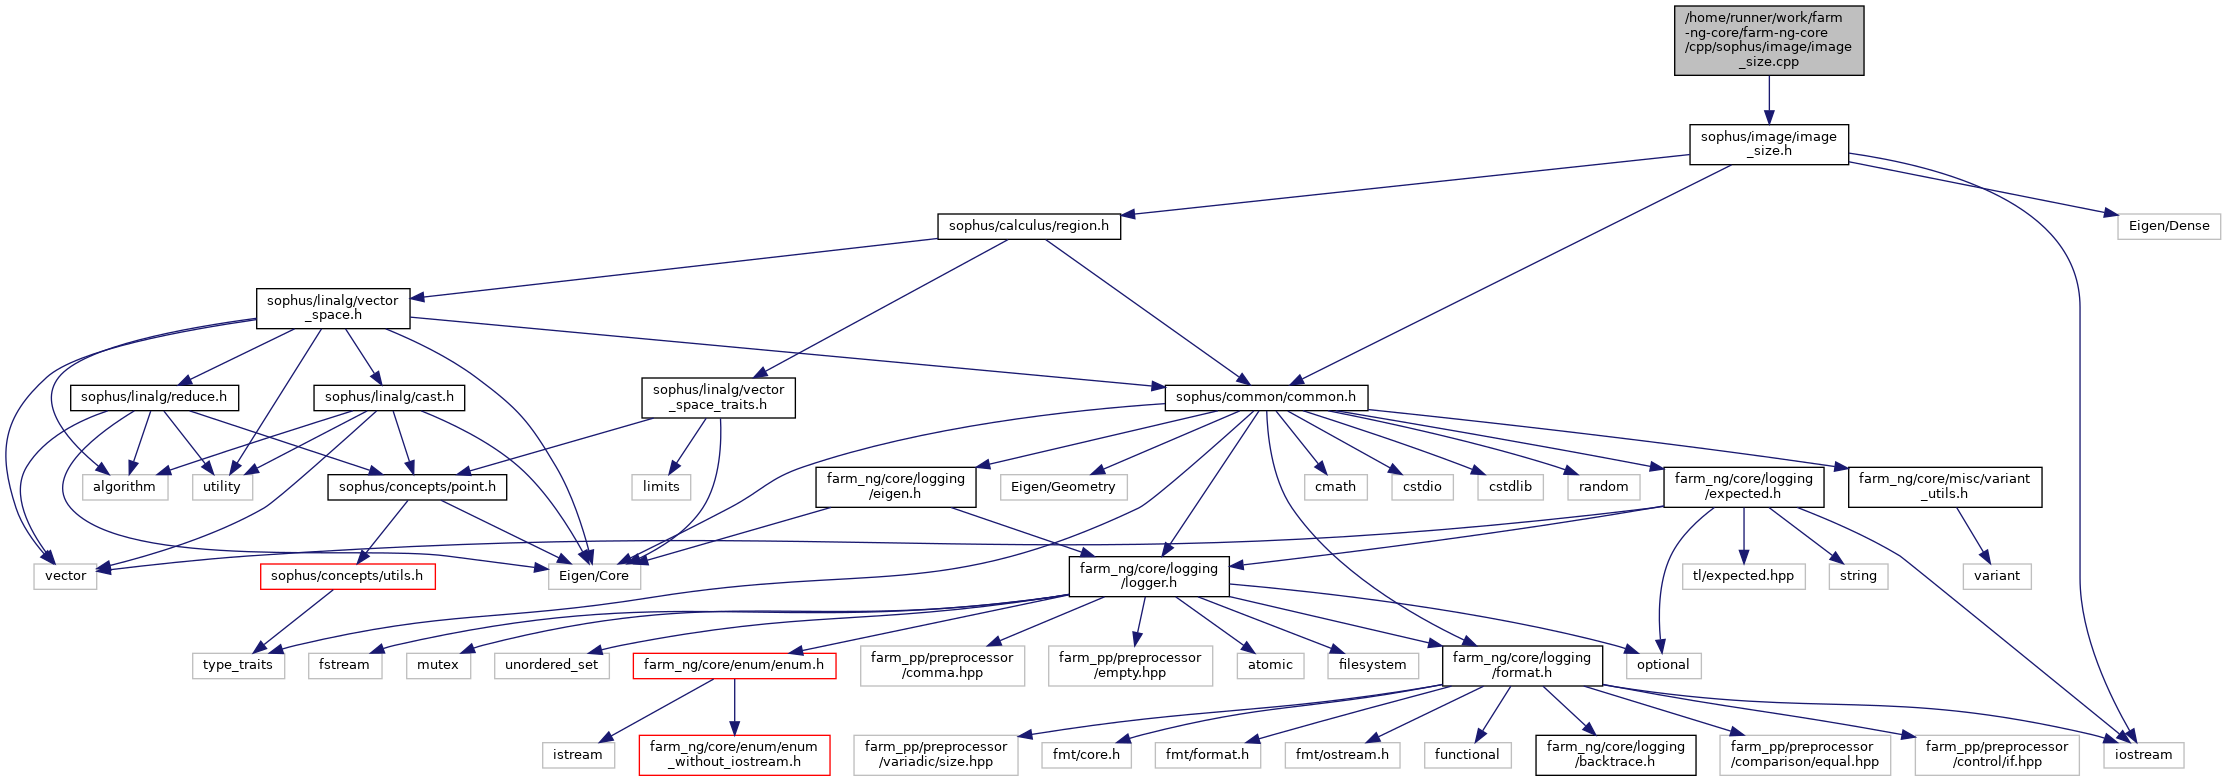 /home/runner/work/farm
-ng-core/farm-ng-core
/cpp/sophus/image/image
_size.cpp
sophus/image/image
_size.h
sophus/calculus/region.h
Eigen/Dense
sophus/linalg/vector
_space.h
sophus/linalg/reduce.h
sophus/linalg/cast.h
sophus/linalg/vector
_space_traits.h
sophus/common/common.h
algorithm
utility
sophus/concepts/point.h
limits
farm_ng/core/logging
/eigen.h
Eigen/Geometry
cmath
cstdio
cstdlib
random
farm_ng/core/logging
/expected.h
farm_ng/core/misc/variant
_utils.h
vector
sophus/concepts/utils.h
Eigen/Core
farm_ng/core/logging
/logger.h
tl/expected.hpp
string
variant
type_traits
fstream
mutex
unordered_set
farm_ng/core/enum/enum.h
farm_pp/preprocessor
/comma.hpp
farm_pp/preprocessor
/empty.hpp
atomic
filesystem
farm_ng/core/logging
/format.h
optional
istream
farm_ng/core/enum/enum
_without_iostream.h
farm_pp/preprocessor
/variadic/size.hpp
fmt/core.h
fmt/format.h
fmt/ostream.h
functional
farm_ng/core/logging
/backtrace.h
farm_pp/preprocessor
/comparison/equal.hpp
farm_pp/preprocessor
/control/if.hpp
iostream